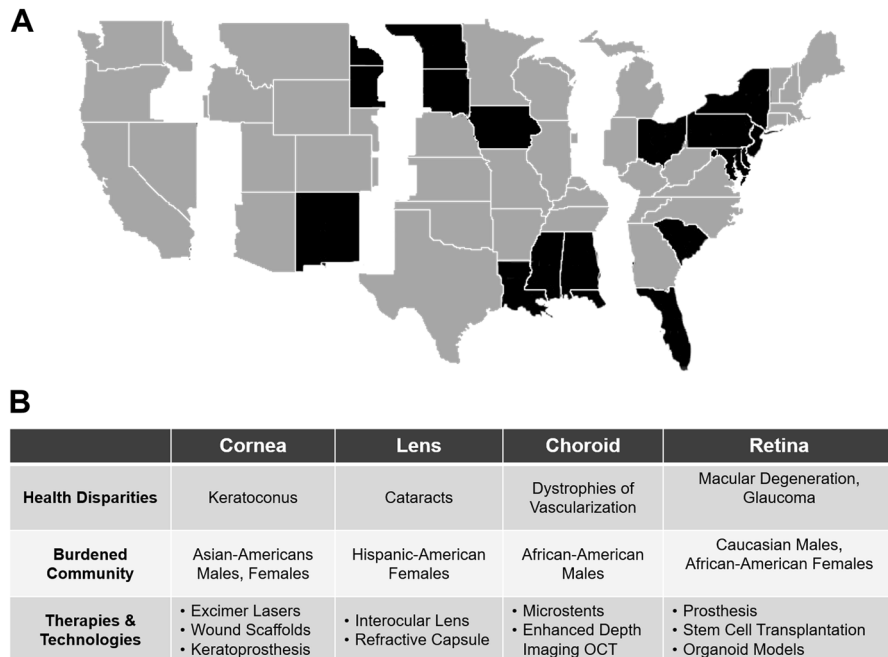 A
B
Cornea Lens Choroid Retina
Health Disparities Keratoconus Cataracts Dystrophies of Vascularization Macular Degeneration, Glaucoma
Burdened Community Asian-Americans Males, Females Hispanic-American Females African-American Males Caucasian Males, African-American Females
Therapies & Technologies • Excimer Lasers • Wound Scaffolds • Keratoprosthesis • Interocular Lens • Refractive Capsule • Microstents • Enhanced Depth Imaging OCT • Prosthesis • Stem Cell Transplantation • Organoid Models